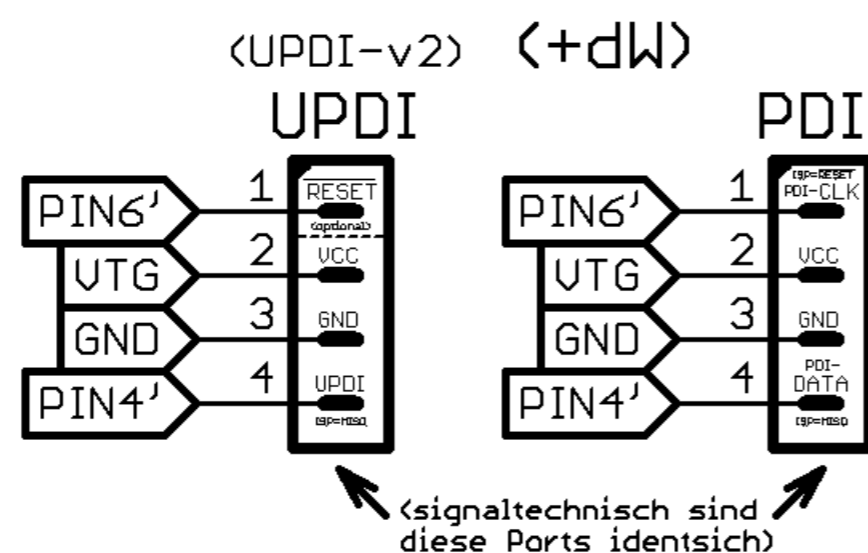 (UPDI-v2) (+dW)
UPDI PDI
PIN6' 1 RESET
(optional)
VTG 2 VCC
GND 3 GND
PIN4' 4 UPDI
ISP=MISO
PIN6' 1 ISP=RESET
PDI-CLK
VTG 2 VCC
GND 3 GND
PIN4' 4 PDI-
DATA
ISP=MISO
(signaltechnisch sind
diese Ports identsich)